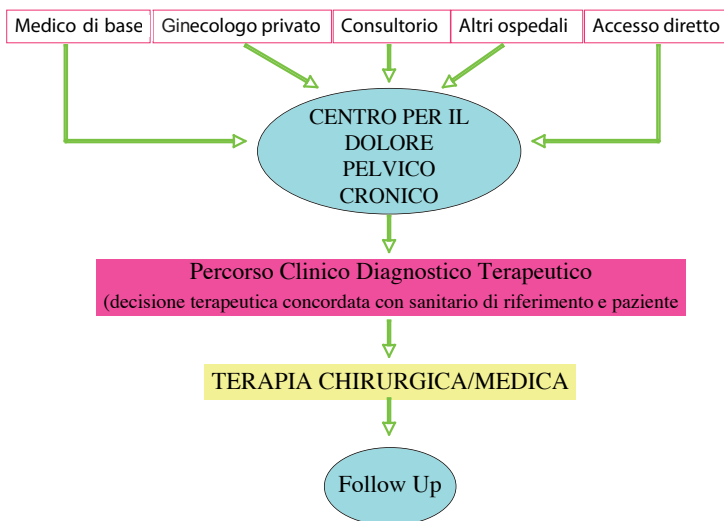 Medico di base Ginecologo privato Consultorio Altri ospedali Accesso diretto
CENTRO PER IL
DOLORE
PELVICO
CRONICO
Percorso Clinico Diagnostico Terapeutico
(decisione terapeutica concordata con sanitario di riferimento e paziente
TERAPIA CHIRURGICA/MEDICA
Follow Up